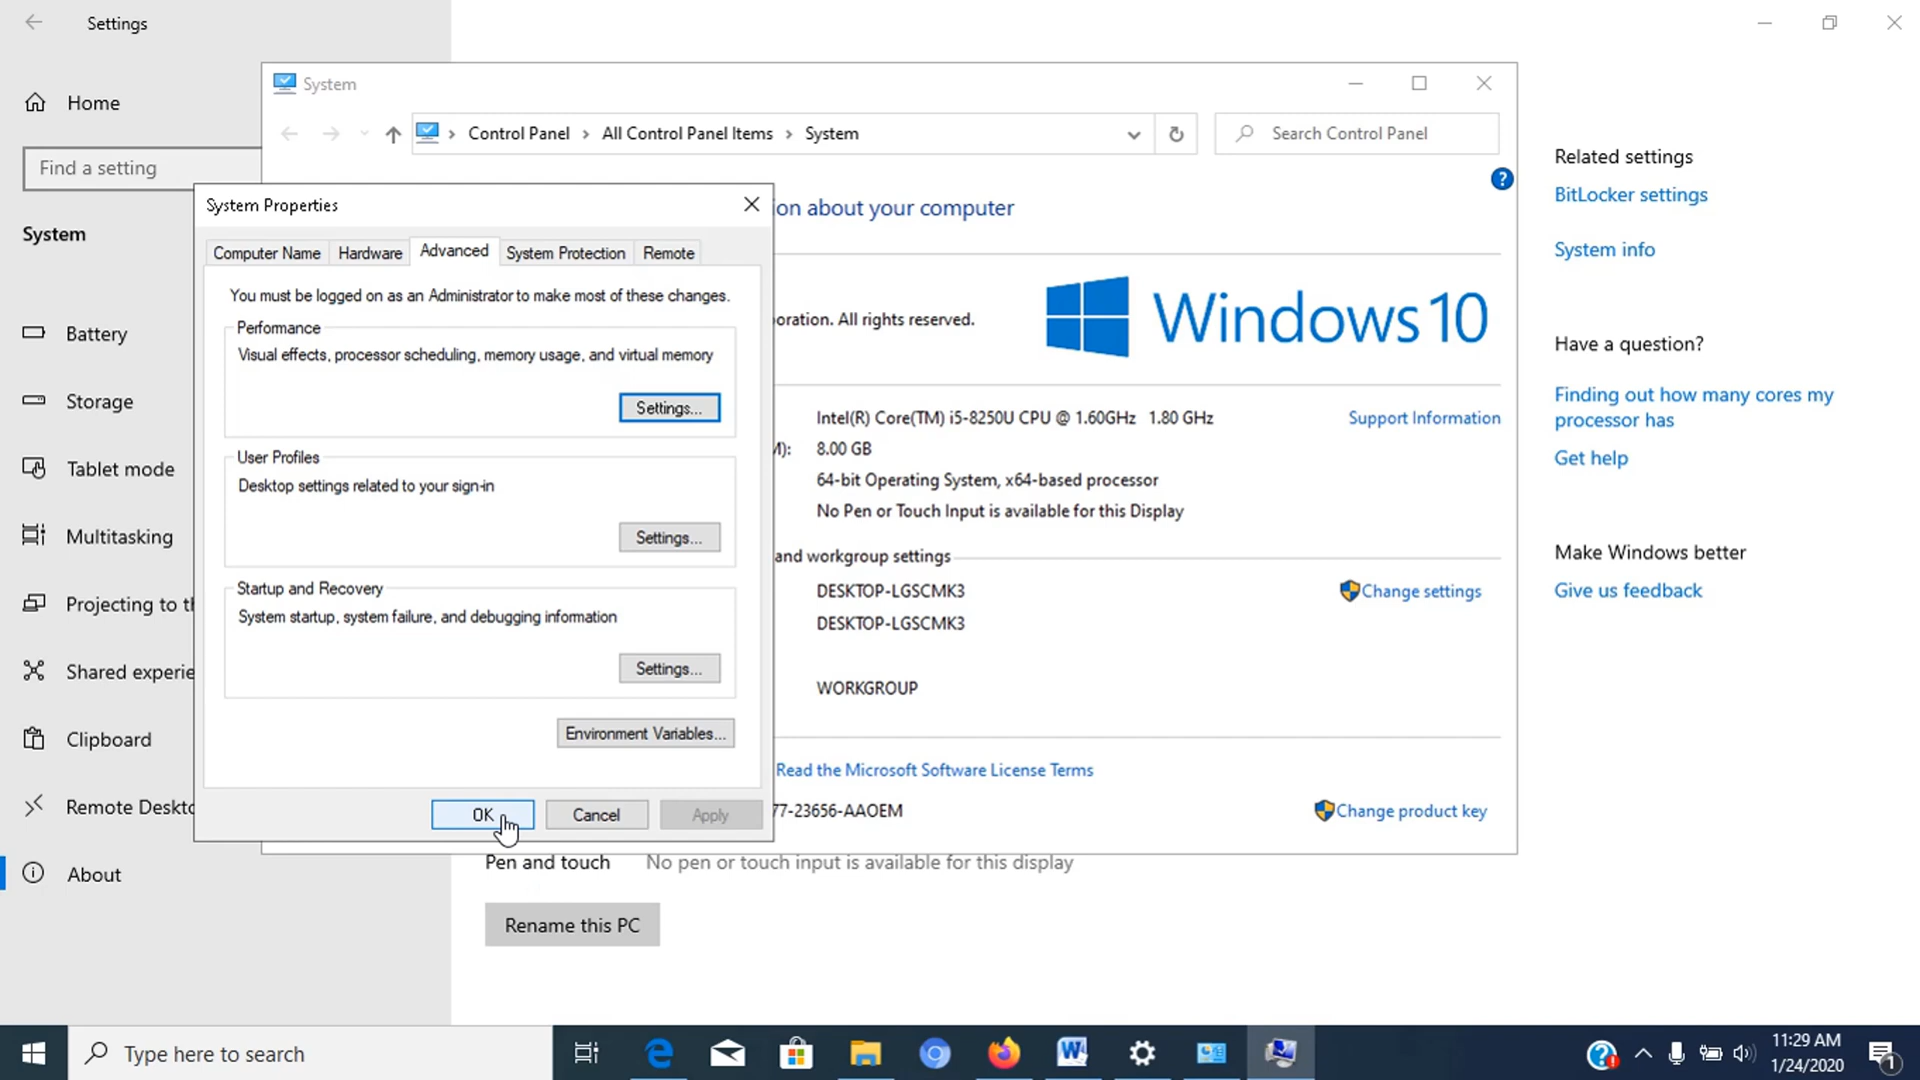 Settings
Home
Find a setting
System
Battery
Storage
Tablet mode
Multitasking
Projecting to th
Shared experie
Clipboard
Remote Deskto
About
System
Control Panel > All Control Panel Items > System
Search Control Panel
?
ion about your computer
oration. All rights reserved.
Windows 10
Intel(R) Core(TM) i5-8250U CPU @ 1.60GHz 1.80 GHz
Support Information
M): 8.00 GB
64-bit Operating System, x64-based processor
No Pen or Touch Input is available for this Display
and workgroup settings
DESKTOP-LGSCMK3
Change settings
DESKTOP-LGSCMK3
WORKGROUP
Read the Microsoft Software License Terms
77-23656-AAOEM
Change product key
System Properties
Computer Name
Hardware
Advanced
System Protection
Remote
You must be logged on as an Administrator to make most of these changes.
Performance
Visual effects, processor scheduling, memory usage, and virtual memory
Settings...
User Profiles
Desktop settings related to your sign-in
Settings...
Startup and Recovery
System startup, system failure, and debugging information
Settings...
Environment Variables...
OK
Cancel
Apply
Pen and touch
No pen or touch input is available for this display
Rename this PC
Related settings
BitLocker settings
System info
Have a question?
Finding out how many cores my
processor has
Get help
Make Windows better
Give us feedback
Type here to search
11:29 AM
1/24/2020
1